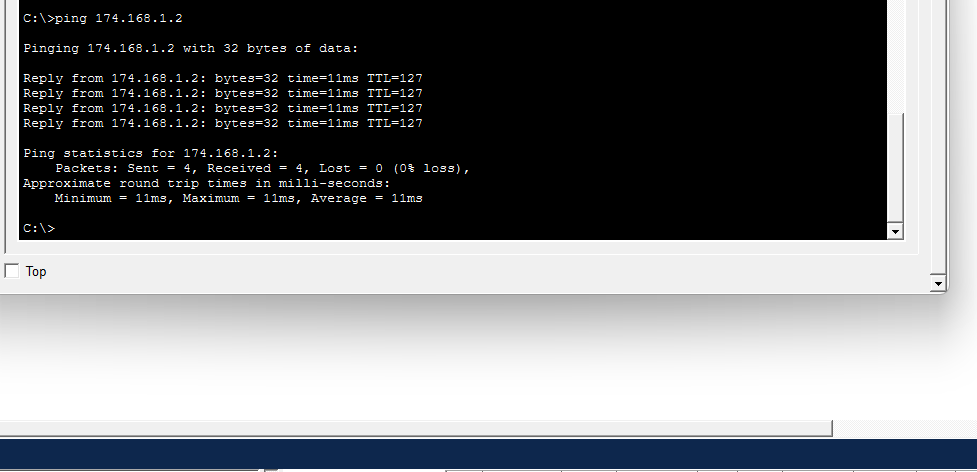 C:\>ping 174.168.1.2
Pinging 174.168.1.2 with 32 bytes of data:
Reply from 174.168.1.2: bytes=32 time=11ms TTL=127
Reply from 174.168.1.2: bytes=32 time=11ms TTL=127
Reply from 174.168.1.2: bytes=32 time=11ms TTL=127
Reply from 174.168.1.2: bytes=32 time=11ms TTL=127
Ping statistics for 174.168.1.2:
Packets: Sent = 4, Received = 4, Lost = 0 (0% loss),
Approximate round trip times in milli-seconds:
Minimum = 11ms, Maximum = 11ms, Average = 11ms
C:\>
Top